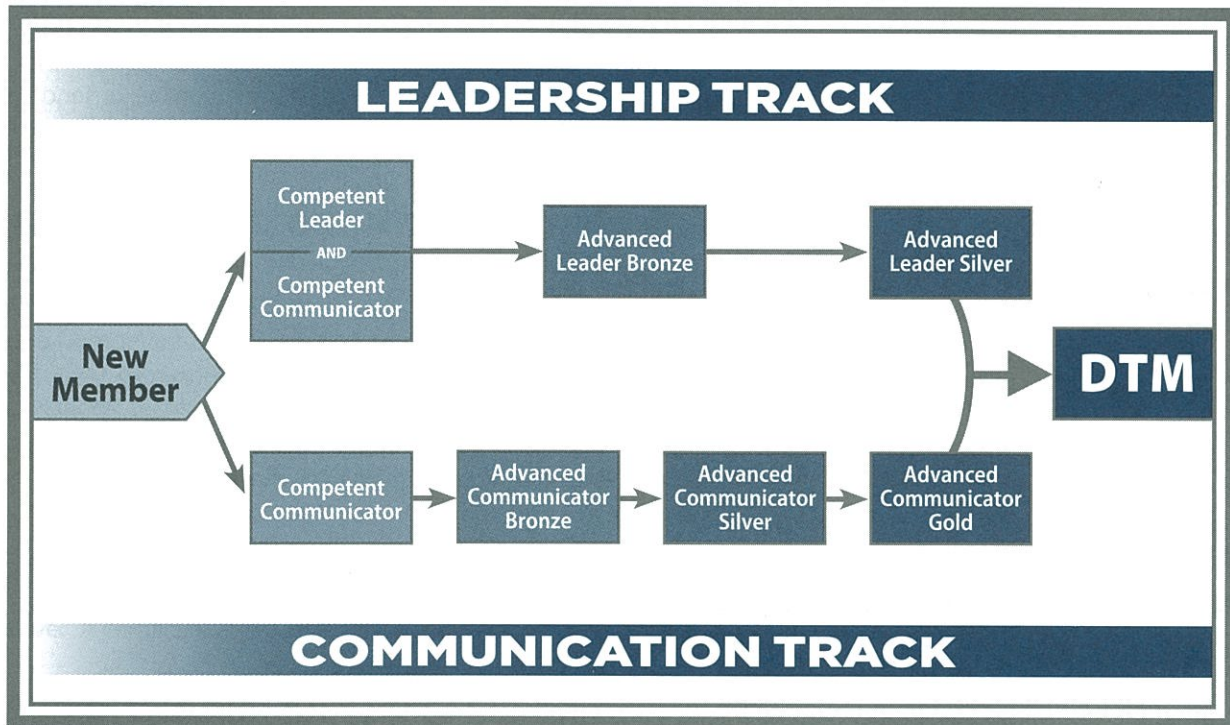 LEADERSHIP TRACK
Competent
Leader
AND
Competent
Communicator
Advanced
Leader Bronze
Advanced
Leader Silver
New
Member
DTM
Competent
Communicator
Advanced
Communicator
Bronze
Advanced
Communicator
Silver
Advanced
Communicator
Gold
COMMUNICATION TRACK